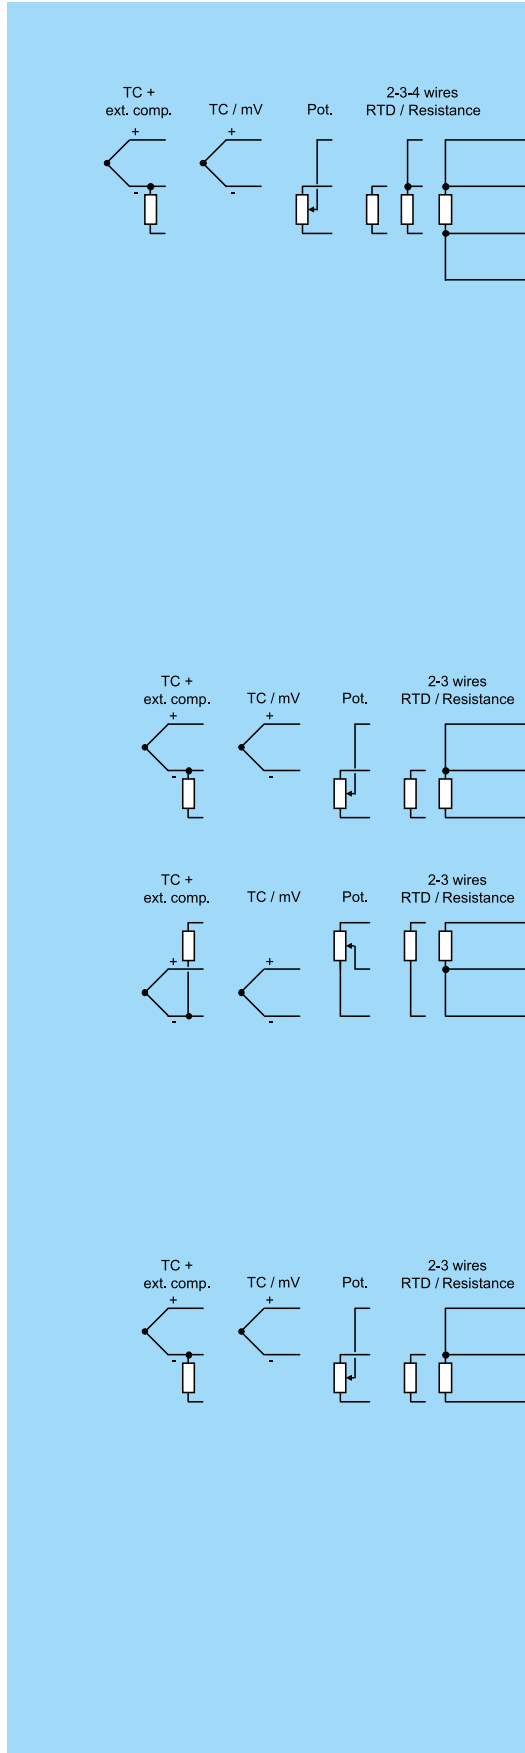 TC +
ext. comp.
TC / mV
Pot.
2-3-4 wires
RTD / Resistance
+
-
+
-
TC +
ext. comp.
TC / mV
Pot.
2-3 wires
RTD / Resistance
+
-
+
-
TC +
ext. comp.
TC / mV
Pot.
2-3 wires
RTD / Resistance
+
-
+
-
TC +
ext. comp.
TC / mV
Pot.
2-3 wires
RTD / Resistance
+
-
+
-